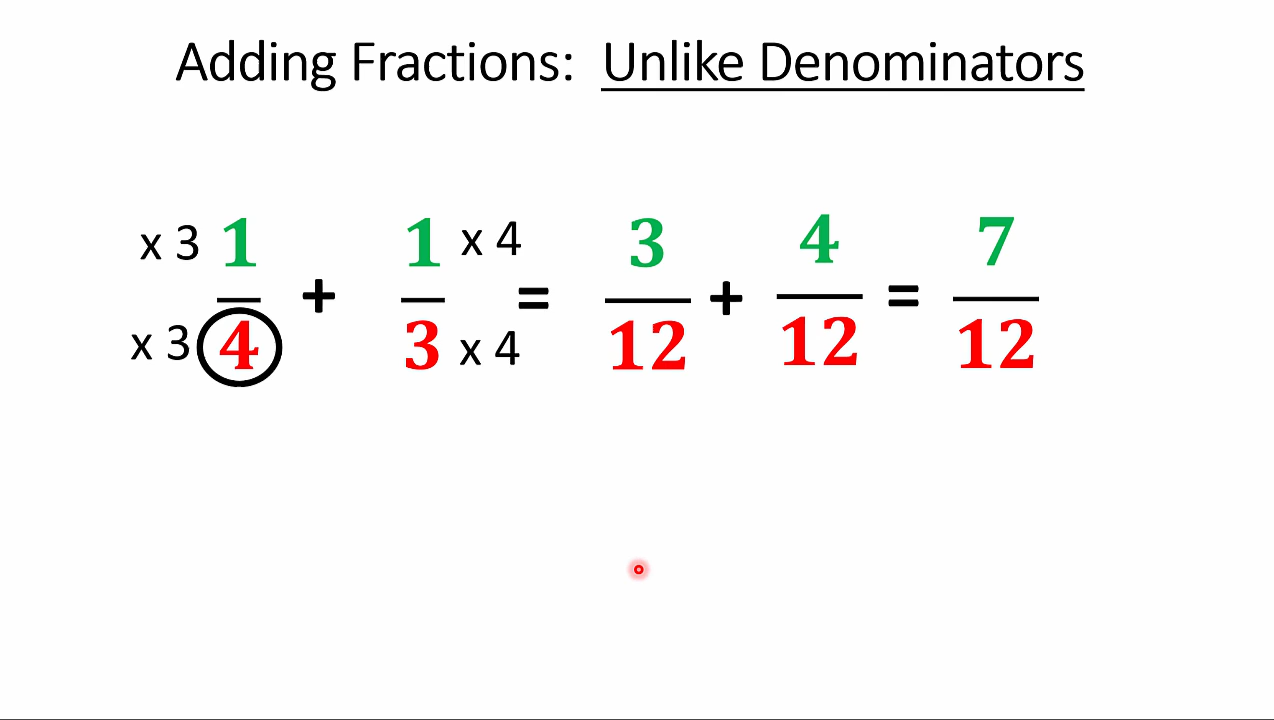 Adding Fractions: Unlike Denominators
x 3 1 1 x 4 3 4 7
+ = + =
x 3 4 3 x 4 12 12 12